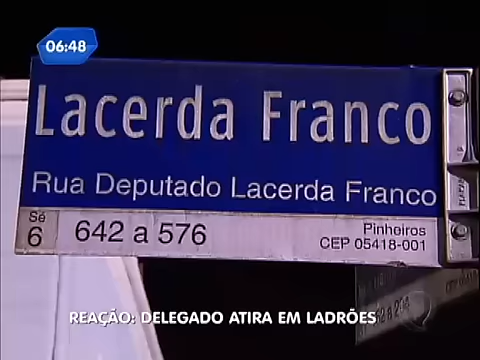 06:48
Lacerda Franco
Rua Deputado Lacerda Franco
Sé
6
642 a 576
Pinheiros
CEP 05418-001
REAÇÃO: DELEGADO ATIRA EM LADRÕES